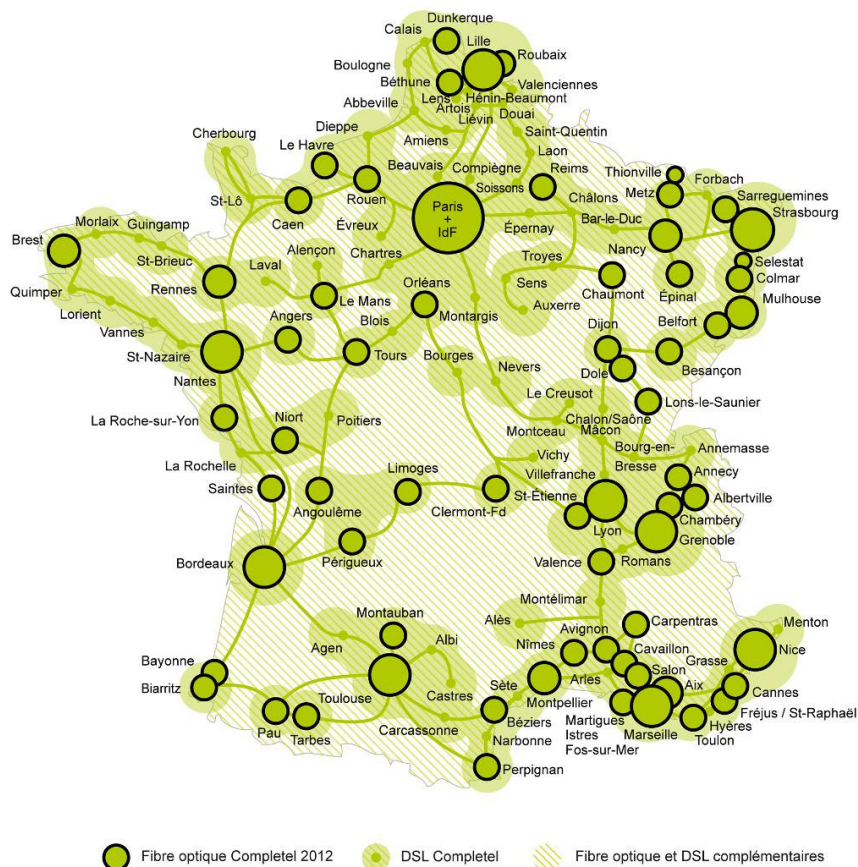 Dunkerque
Calais
Lille
Roubaix
Boulogne
Béthune
Valenciennes
Lens
Hénin-Beaumont
Artois
Douai
Abbeville
Liévin
Saint-Quentin
Cherbourg
Dieppe
Amiens
Le Havre
Laon
Beauvais
Compiègne
Reims
Thionville
Forbach
Soissons
Metz
St-Lô
Rouen
Paris
+
IdF
Châlons
Sarreguemines
Caen
Épernay
Bar-le-Duc
Strasbourg
Morlaix
Guingamp
Évreux
Brest
Alençon
Chartres
Nancy
St-Brieuc
Troyes
Selestat
Laval
Orléans
Sens
Colmar
Quimper
Rennes
Le Mans
Auxerre
Chaumont
Épinal
Mulhouse
Lorient
Angers
Blois
Montargis
Belfort
Vannes
Dijon
St-Nazaire
Tours
Bourges
Besançon
Nevers
Dole
Nantes
Le Creusot
Lons-le-Saunier
La Roche-sur-Yon
Niort
Poitiers
Chalon/Saône
Montceau
Mâcon
Bourg-en-
Bresse
Annemasse
La Rochelle
Vichy
Limoges
Villefranche
Annecy
Saintes
St-Étienne
Albertville
Angoulême
Clermont-Fd
Chambéry
Lyon
Grenoble
Bordeaux
Périgueux
Valence
Romans
Montélimar
Montauban
Alès
Carpentras
Menton
Agen
Albi
Avignon
Nîmes
Cavaillon
Nice
Bayonne
Salon
Grasse
Biarritz
Toulouse
Castres
Sète
Arles
Aix
Cannes
Montpellier
Fréjus / St-Raphaël
Pau
Carcassonne
Béziers
Martigues
Istres
Fos-sur-Mer
Marseille
Hyères
Toulon
Tarbes
Narbonne
Perpignan
Fibre optique Completel 2012
DSL Completel
Fibre optique et DSL complémentaires